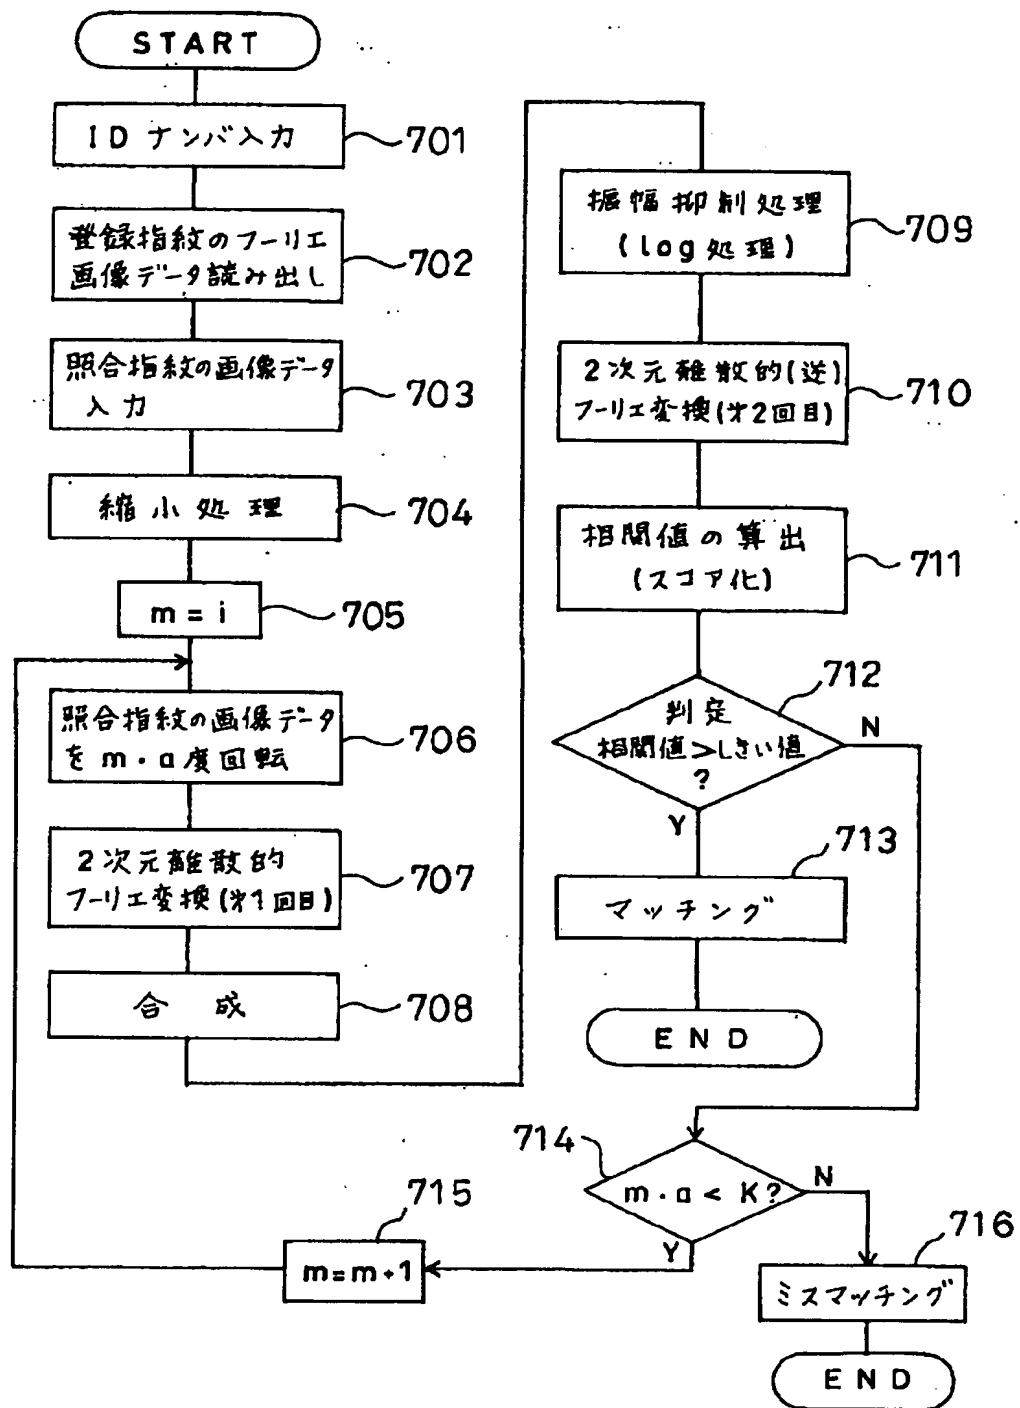 START
IDナンバ入力
701
登録指紋のフーリエ
画像データ読み出し
702
照合指紋の画像データ
入力
703
縮小処理
704
m = i
705
照合指紋の画像データ
を m・a度回転
706
2次元離散的
フーリエ変換(第1回目)
707
合成
708
振幅抑制処理
(log処理)
709
2次元離散的(逆)
フーリエ変換(第2回目)
710
相関値の算出
(スコア化)
711
712
判定
相関値>しきい値
?
N
Y
713
マッチング
END
714
m・a < K?
N
Y
715
m=m+1
716
ミスマッチング
END